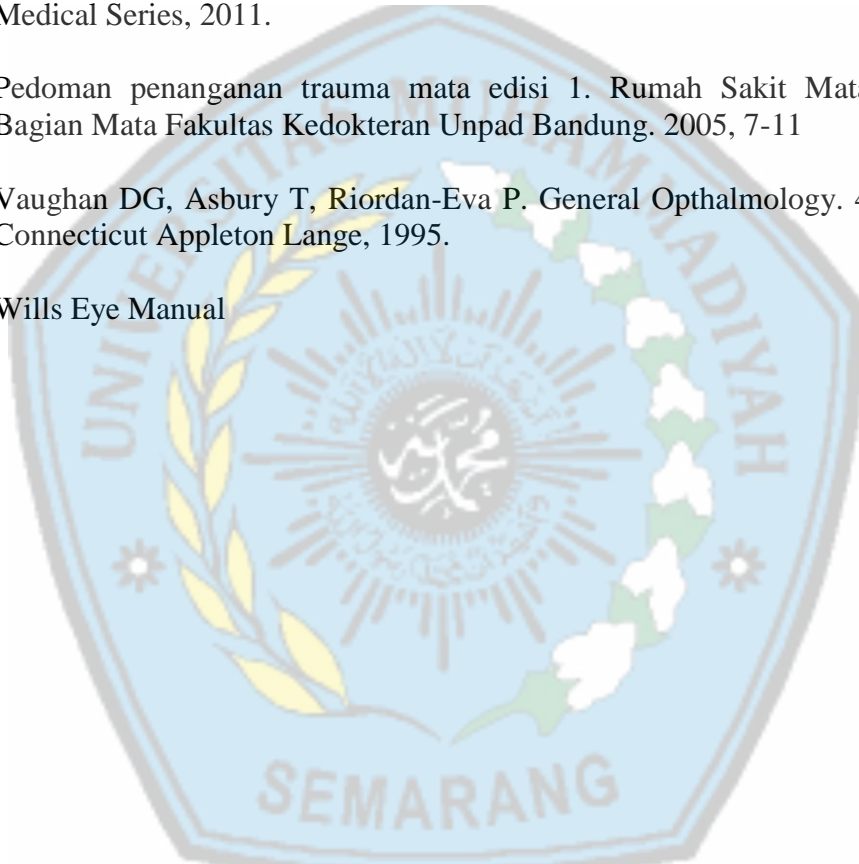 Medical Series, 2011.
Pedoman penanganan trauma mata edisi 1. Rumah Sakit Mata
Bagian Mata Fakultas Kedokteran Unpad Bandung. 2005, 7-11
Vaughan DG, Asbury T, Riordan-Eva P. General Opthalmology. 4
Connecticut Appleton Lange, 1995.
Wills Eye Manual
UNIVERSITAS MUHAMMADIYAH
SEMARANG